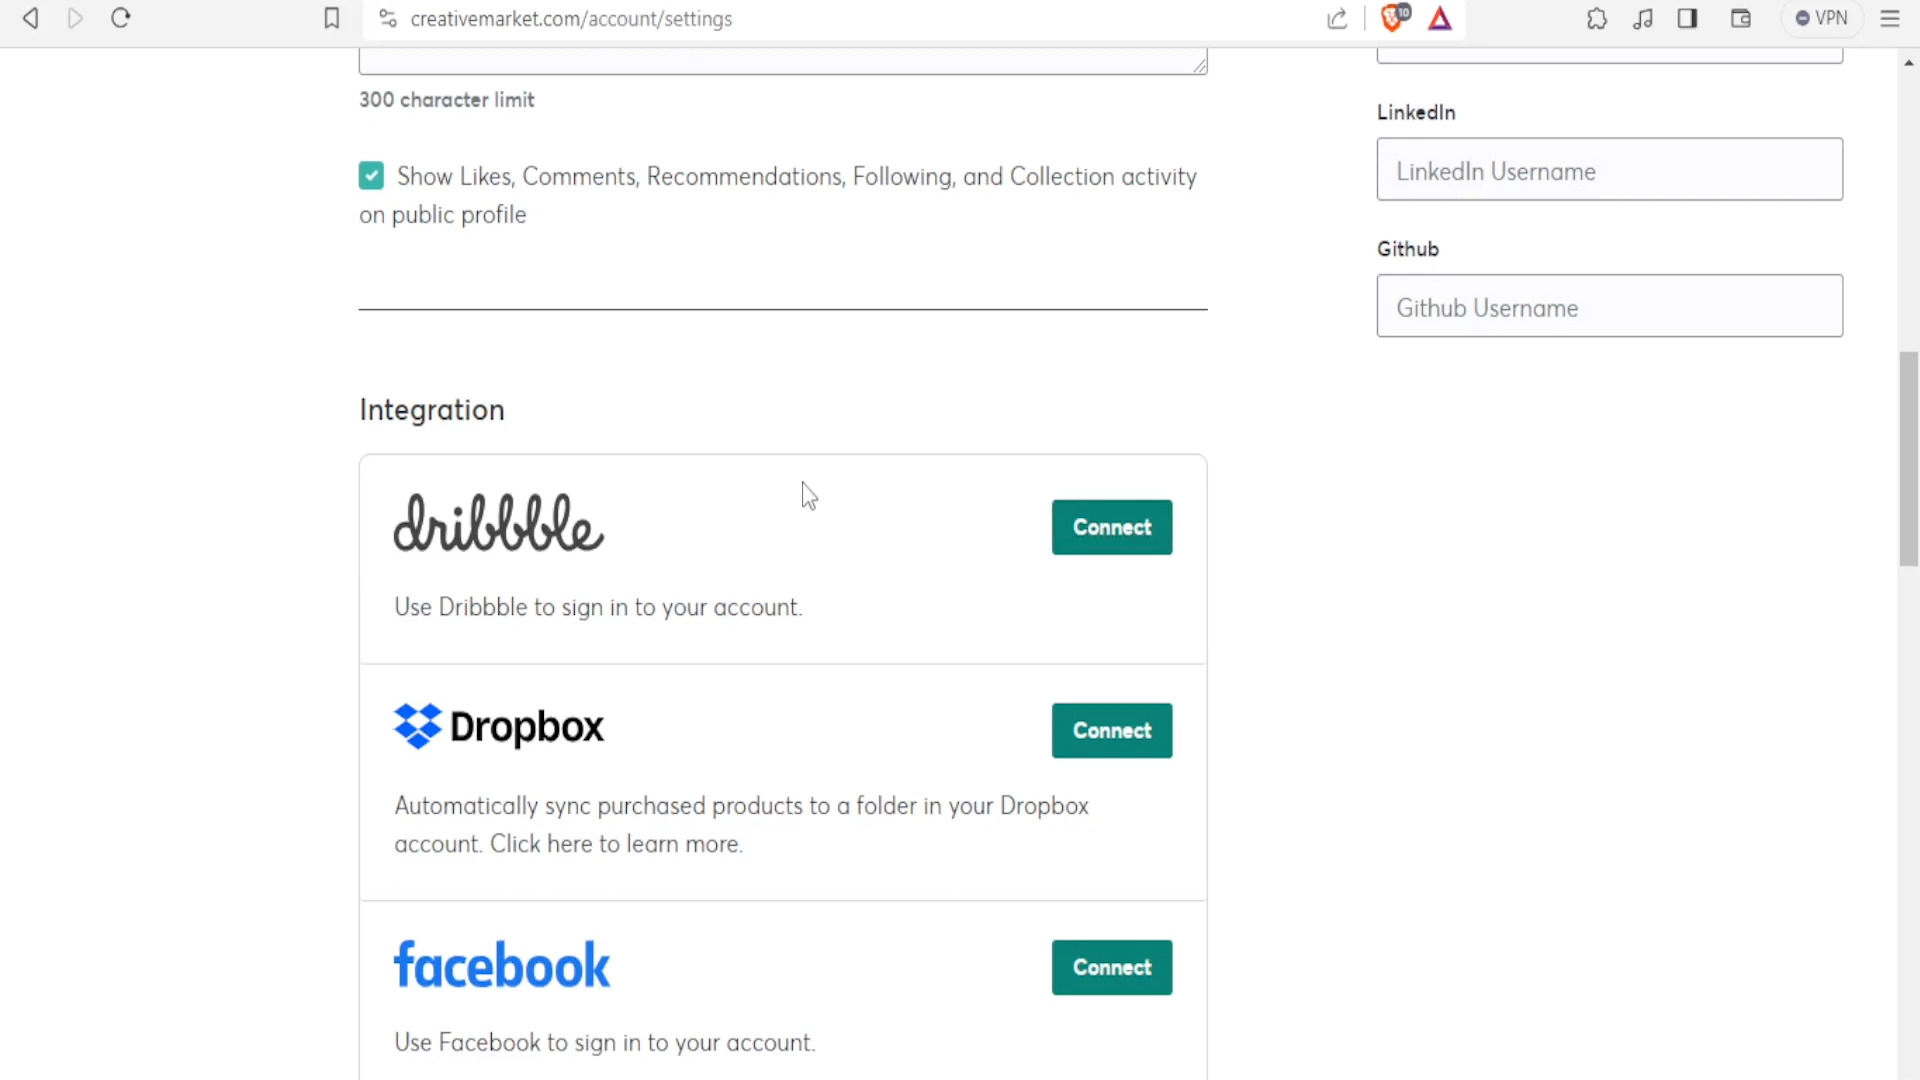 creativemarket.com/account/settings
10
VPN
300 character limit
Show Likes, Comments, Recommendations, Following, and Collection activity
on public profile
LinkedIn
LinkedIn Username
Github
Github Username
Integration
dribbble
Connect
Use Dribbble to sign in to your account.
Dropbox
Connect
Automatically sync purchased products to a folder in your Dropbox
account. Click here to learn more.
facebook
Connect
Use Facebook to sign in to your account.